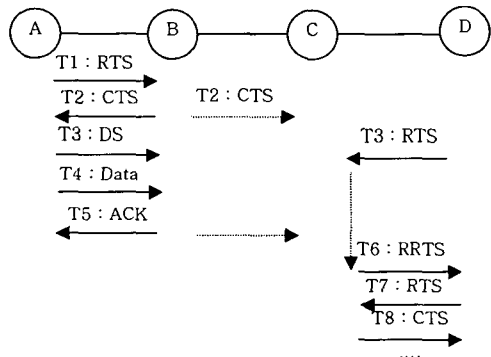 A B C D
T1 : RTS
T2 : CTS T2 : CTS
T3 : DS T3 : RTS
T4 : Data
T5 : ACK
T6 : RRTS
T7 : RTS
T8 : CTS
....